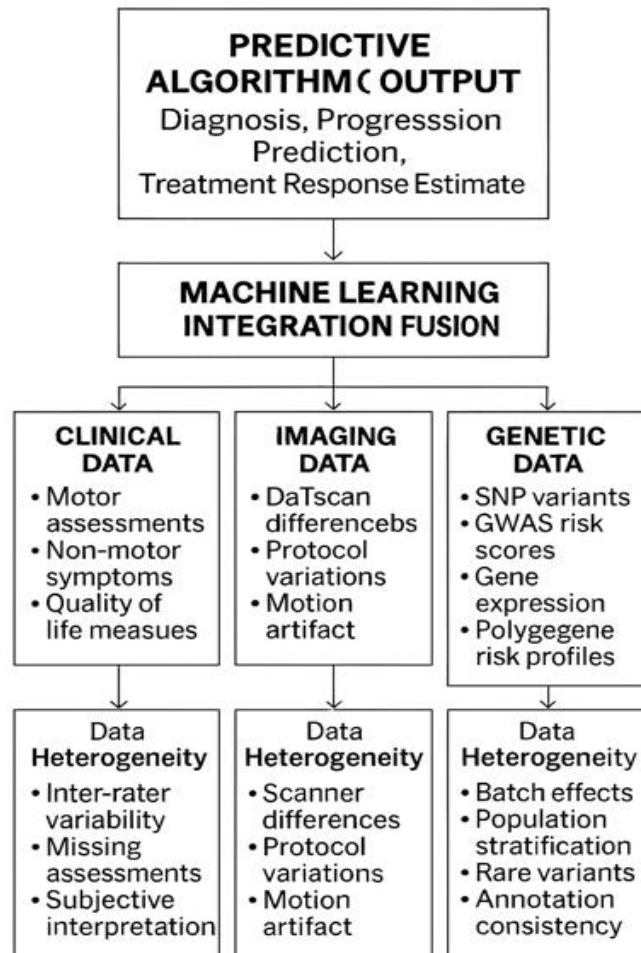 PREDICTIVE
ALGORITHM( OUTPUT
Diagnosis, Progresssion
Prediction,
Treatment Response Estimate
MACHINE LEARNING
INTEGRATION FUSION
CLINICAL
DATA
• Motor
assessments
• Non-motor
symptoms
• Quality of
life measues
IMAGING
DATA
• DaTscan
differencebs
• Protocol
variations
• Motion
artifact
GENETIC
DATA
• SNP variants
• GWAS risk
scores
• Gene
expression
• Polygegene
risk profiles
Data
Heterogeneity
• Inter-rater
variability
• Missing
assessments
• Subjective
interpretation
Data
Heterogeneity
• Scanner
differences
• Protocol
variations
• Motion
artifact
Data
Heterogeneity
• Batch effects
• Population
stratification
• Rare variants
• Annotation
consistency